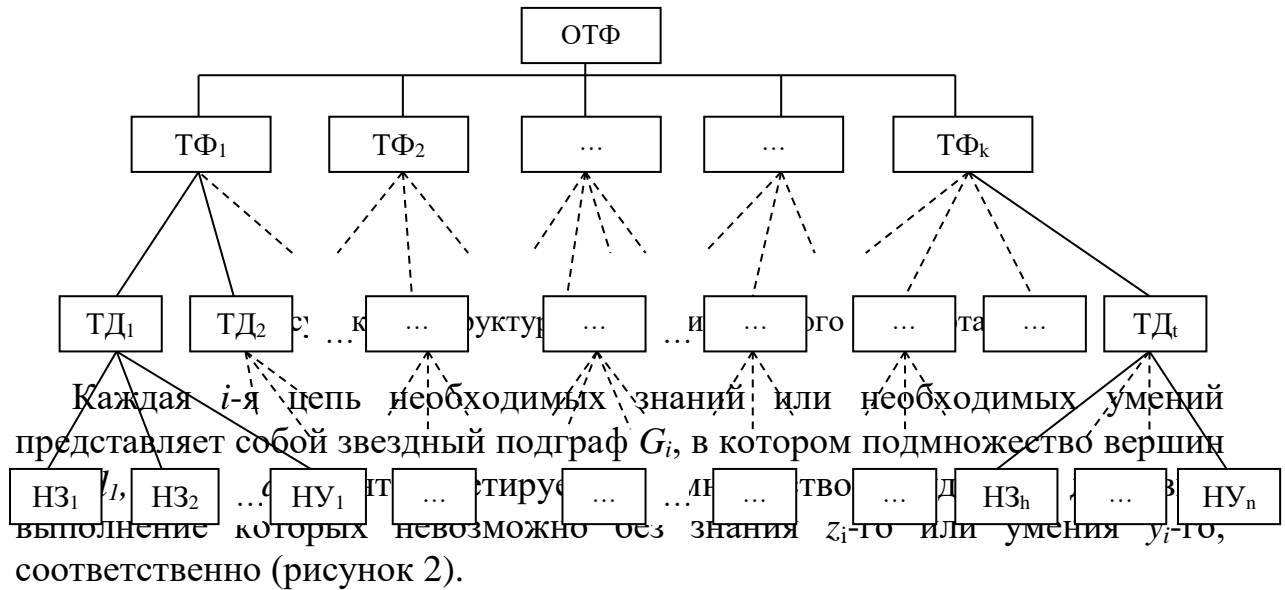 ОТФ
ТФ₁ ТФ₂ ... ... ТФₖ
ТД₁ ТД₂ ... ... ... ... ... ... ... ТДₜ
Каждая i-я цепь необходимых знаний или необходимых умений
представляет собой звездный подграф Gᵢ, в котором подмножество вершин
НЗ₁ НЗ₂ ... НУ₁ ... ... ... ... ... НЗₕ ... НУₙ
выполнение которых невозможно без знания zᵢ-го или умения yᵢ-го,
соответственно (рисунок 2).